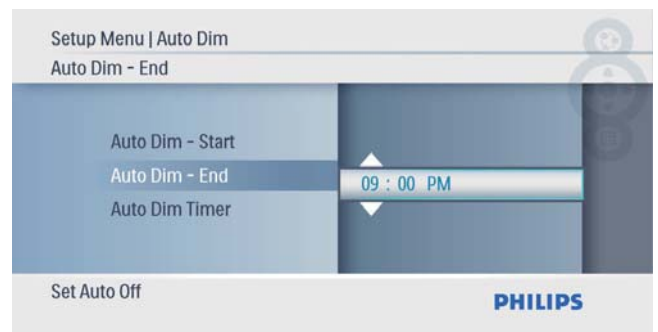 Setup Menu | Auto Dim
Auto Dim - End
Auto Dim - Start
Auto Dim - End
09 : 00 PM
Auto Dim Timer
Set Auto Off
PHILIPS